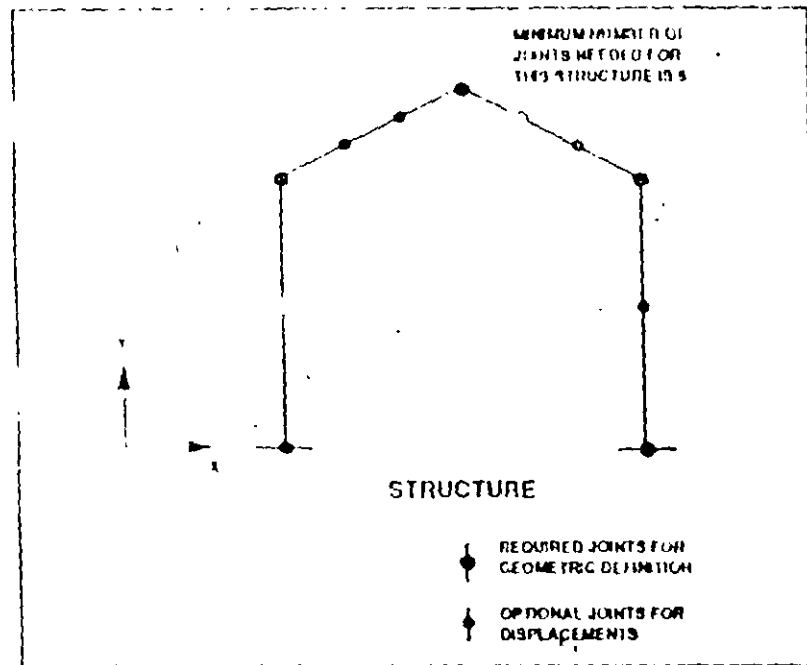 MINIMUM NUMBER OF
JOINTS NEEDED FOR
THIS STRUCTURE IS 5
Y
X
STRUCTURE
REQUIRED JOINTS FOR
GEOMETRIC DEFINITION
OPTIONAL JOINTS FOR
DISPLACEMENTS